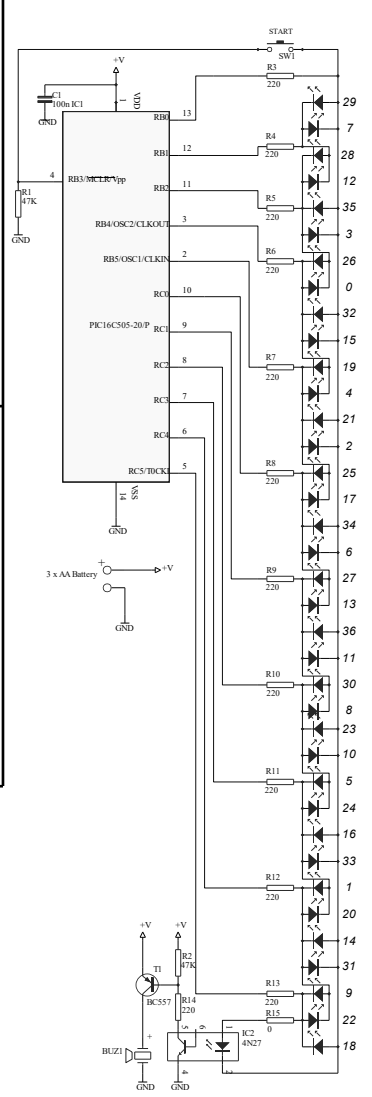 START
SW1
+V
R3
220
C1
100n IC1
1
VDD
GND
RB0
13
29
7
R4
220
28
RB1
12
12
4
RB3/MCLR/Vpp
R1
47K
RB2
11
R5
220
35
3
GND
RB4/OSC2/CLKOUT
3
R6
220
26
RB5/OSC1/CLKIN
2
0
RC0
10
32
PIC16C505-20/P
RC1
9
15
RC2
8
R7
220
19
4
RC3
7
21
RC4
6
2
RC5/T0CK1
5
R8
220
25
VSS
14
17
GND
34
6
3 x AA Battery
+
+V
GND
R9
220
27
13
36
11
R10
220
30
8
23
10
R11
220
5
24
16
33
R12
220
1
20
+V
+V
14
R2
47K
31
T1
BC557
R14
220
R13
220
9
R15
0
22
BUZ1
+
5
6
1
IC2
4N27
18
4
2
GND
GND